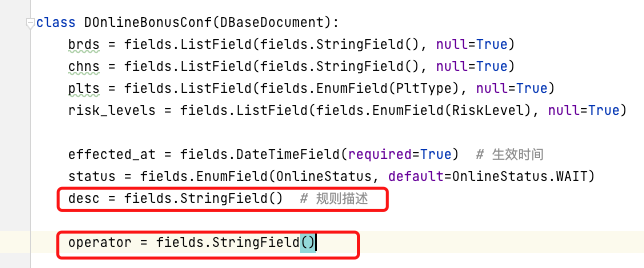 class DOnlineBonusConf(DBaseDocument):
brds = fields.ListField(fields.StringField(), null=True)
chns = fields.ListField(fields.StringField(), null=True)
plts = fields.ListField(fields.EnumField(PltType), null=True)
risk_levels = fields.ListField(fields.EnumField(RiskLevel), null=True)
effected_at = fields.DateTimeField(required=True)  # 生效时间
status = fields.EnumField(OnlineStatus, default=OnlineStatus.WAIT)
desc = fields.StringField()  # 规则描述
operator = fields.StringField()